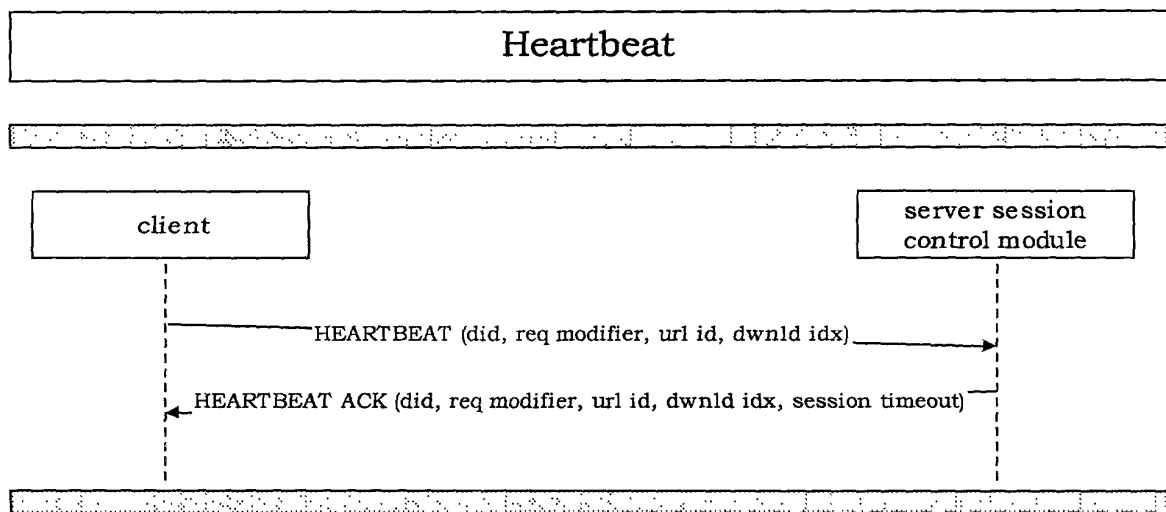 Heartbeat
client
server session
control module
HEARTBEAT (did, req modifier, url id, dwnld idx)
HEARTBEAT ACK (did, req modifier, url id, dwnld idx, session timeout)